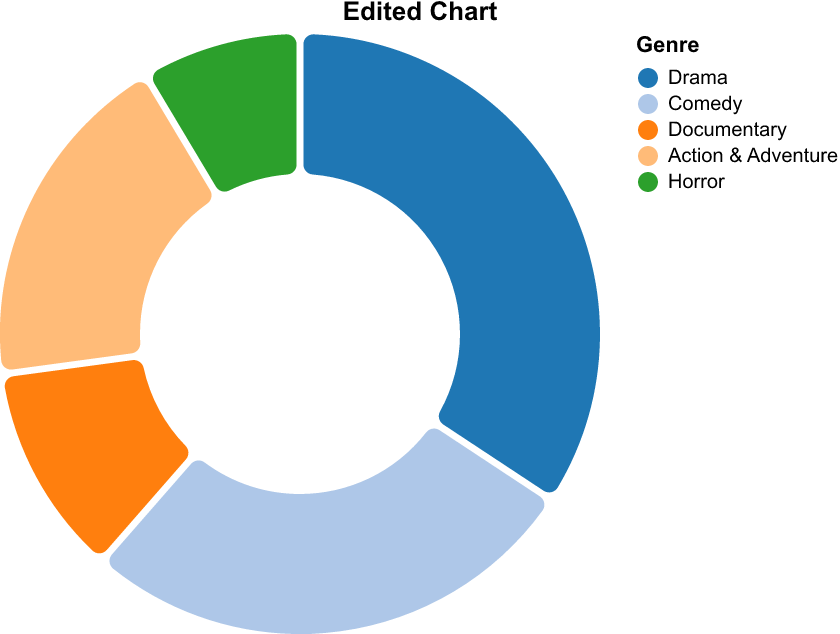 Edited Chart
Genre
Drama
Comedy
Documentary
Action & Adventure
Horror